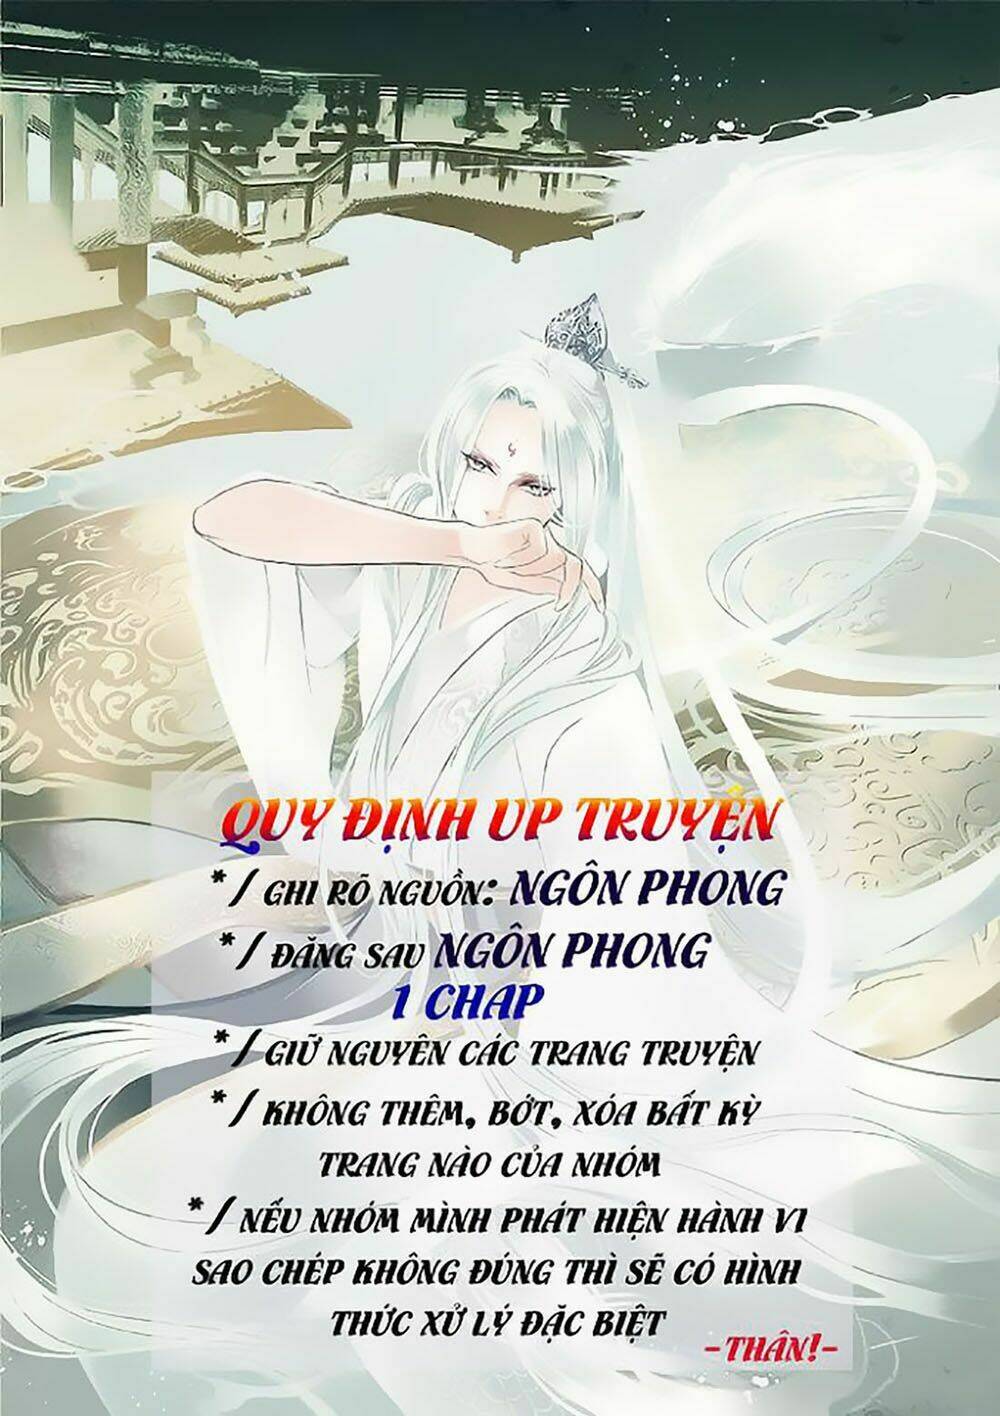 QUY ĐỊNH UP TRUYỆN
*/ GHI RÕ NGUỒN: NGÔN PHONG
*/ ĐĂNG SAU NGÔN PHONG
1 CHAP
*/ GIỮ NGUYÊN CÁC TRANG TRUYỆN
*/ KHÔNG THÊM, BỚT, XÓA BẤT KỲ
TRANG NÀO CỦA NHÓM
*/ NẾU NHÓM MÌNH PHÁT HIỆN HÀNH VI
SAO CHÉP KHÔNG ĐÚNG THÌ SẼ CÓ HÌNH
THỨC XỬ LÝ ĐẶC BIỆT
-THÂN!-